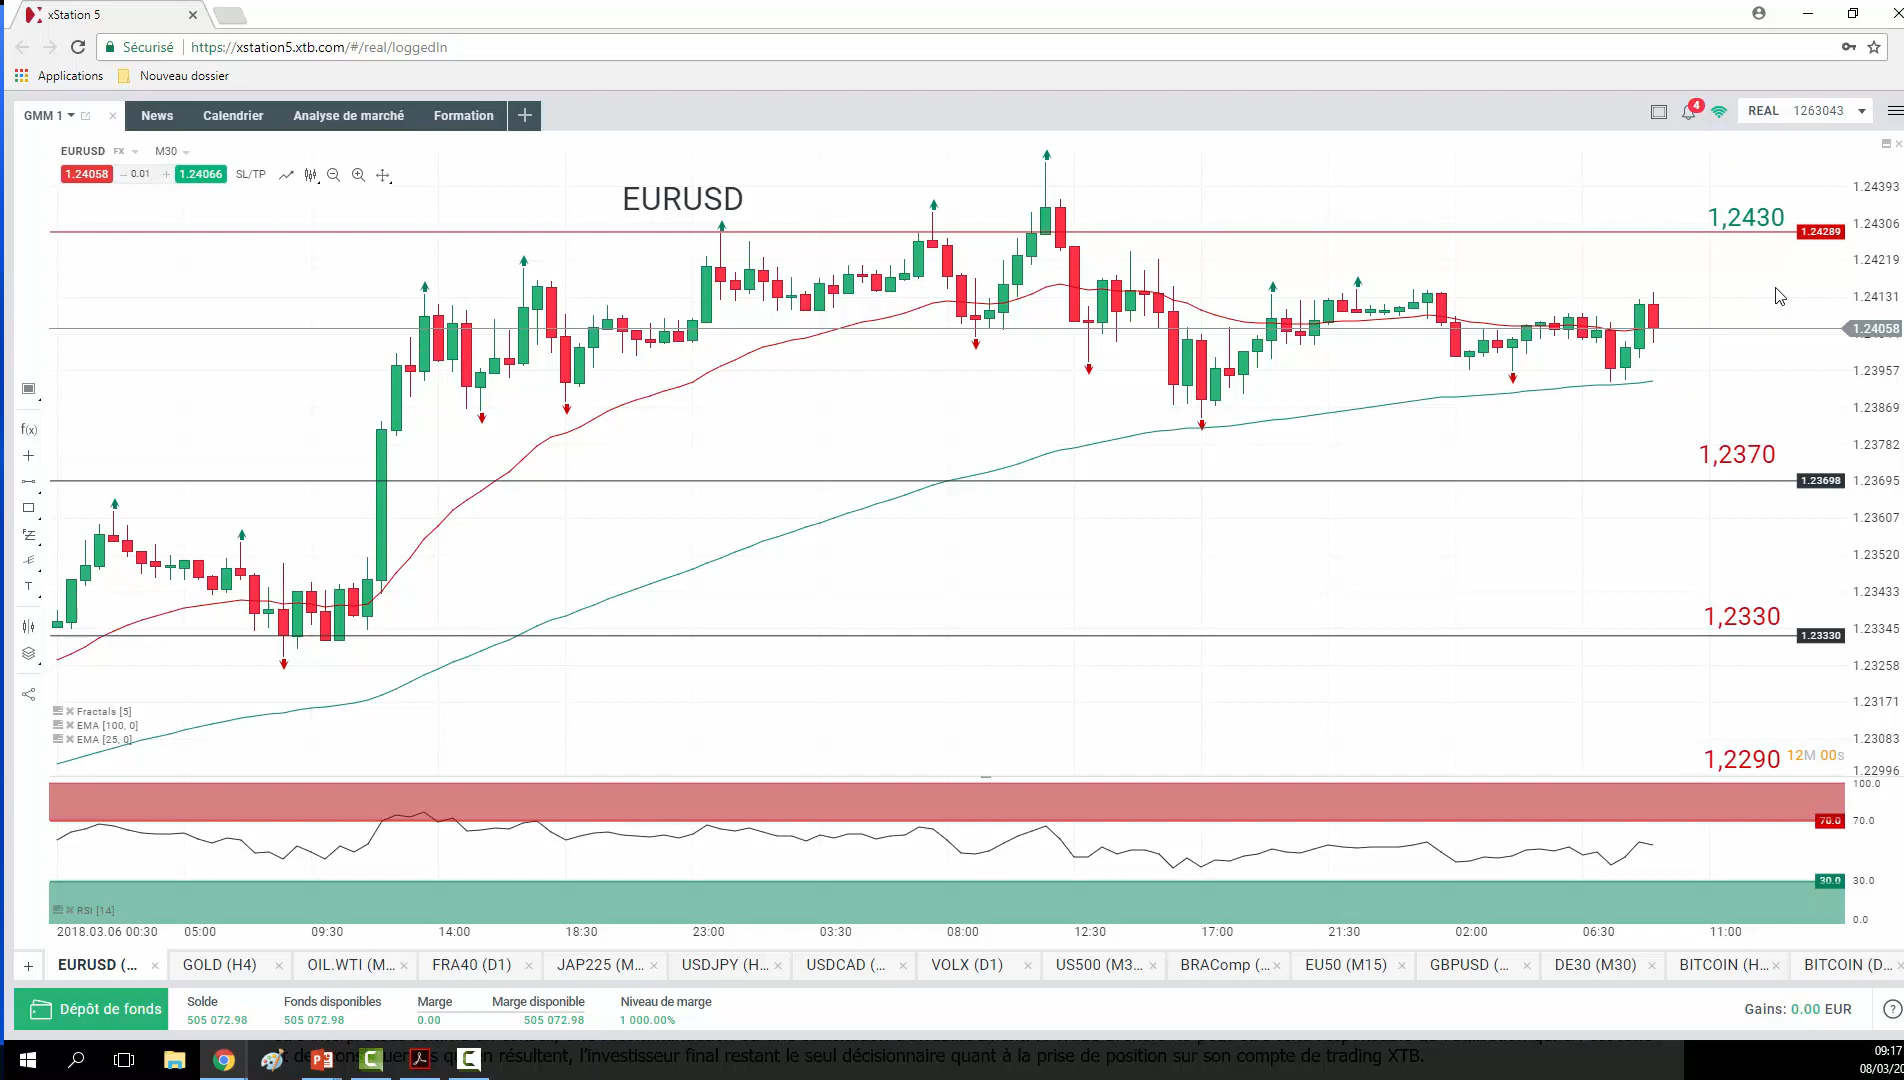 xStation 5
Sécurisé | https://xstation5.xtb.com/#/real/loggedIn
Applications Nouveau dossier
GMM 1 News Calendrier Analyse de marché Formation + 4 REAL 1263043
EURUSD FX M30
1.24058 – 0.01 + 1.24066 SL/TP
EURUSD
1.24393
1,2430
1.24306
1.24289
1.24219
1.24131
1.24058
1.23957
1.23869
1.23782
1,2370
1.23698 1.23695
1.23607
1.23520
1.23433
1,2330
1.23345
1.23330
1.23258
1.23171
f(x)
T
Fractals [5]
EMA [100, 0]
EMA [25, 0]
1.23083
1,2290 12M 00s
1.22996
100.0
70.0 70.0
30.0 30.0
RSI [14]
0.0
2018.03.06 00:30 05:00 09:30 14:00 18:30 23:00 03:30 08:00 12:30 17:00 21:30 02:00 06:30 11:00
+ EURUSD (... GOLD (H4) OIL.WTI (M... FRA40 (D1) JAP225 (M... USDJPY (H... USDCAD (... VOLX (D1) US500 (M3... BRAComp (... EU50 (M15) GBPUSD (... DE30 (M30) BITCOIN (H... BITCOIN (D...
Dépôt de fonds
Solde Fonds disponibles Marge Marge disponible Niveau de marge
505 072.98 505 072.98 0.00 505 072.98 1 000.00%
Gains: 0.00 EUR
résultent, l'investisseur final restant le seul décisionnaire quant à la prise de position sur son compte de trading XTB.
09:17
08/03/20